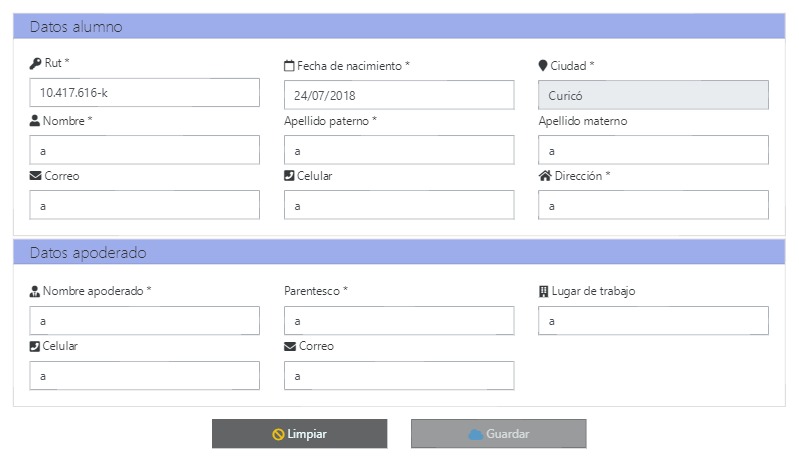 Datos alumno
Rut * Fecha de nacimiento * Ciudad *
10.417.616-k 24/07/2018 Curicó
Nombre * Apellido paterno * Apellido materno
a a a
Correo Celular Dirección *
a a a
Datos apoderado
Nombre apoderado * Parentesco * Lugar de trabajo
a a a
Celular Correo
a a
Limpiar Guardar